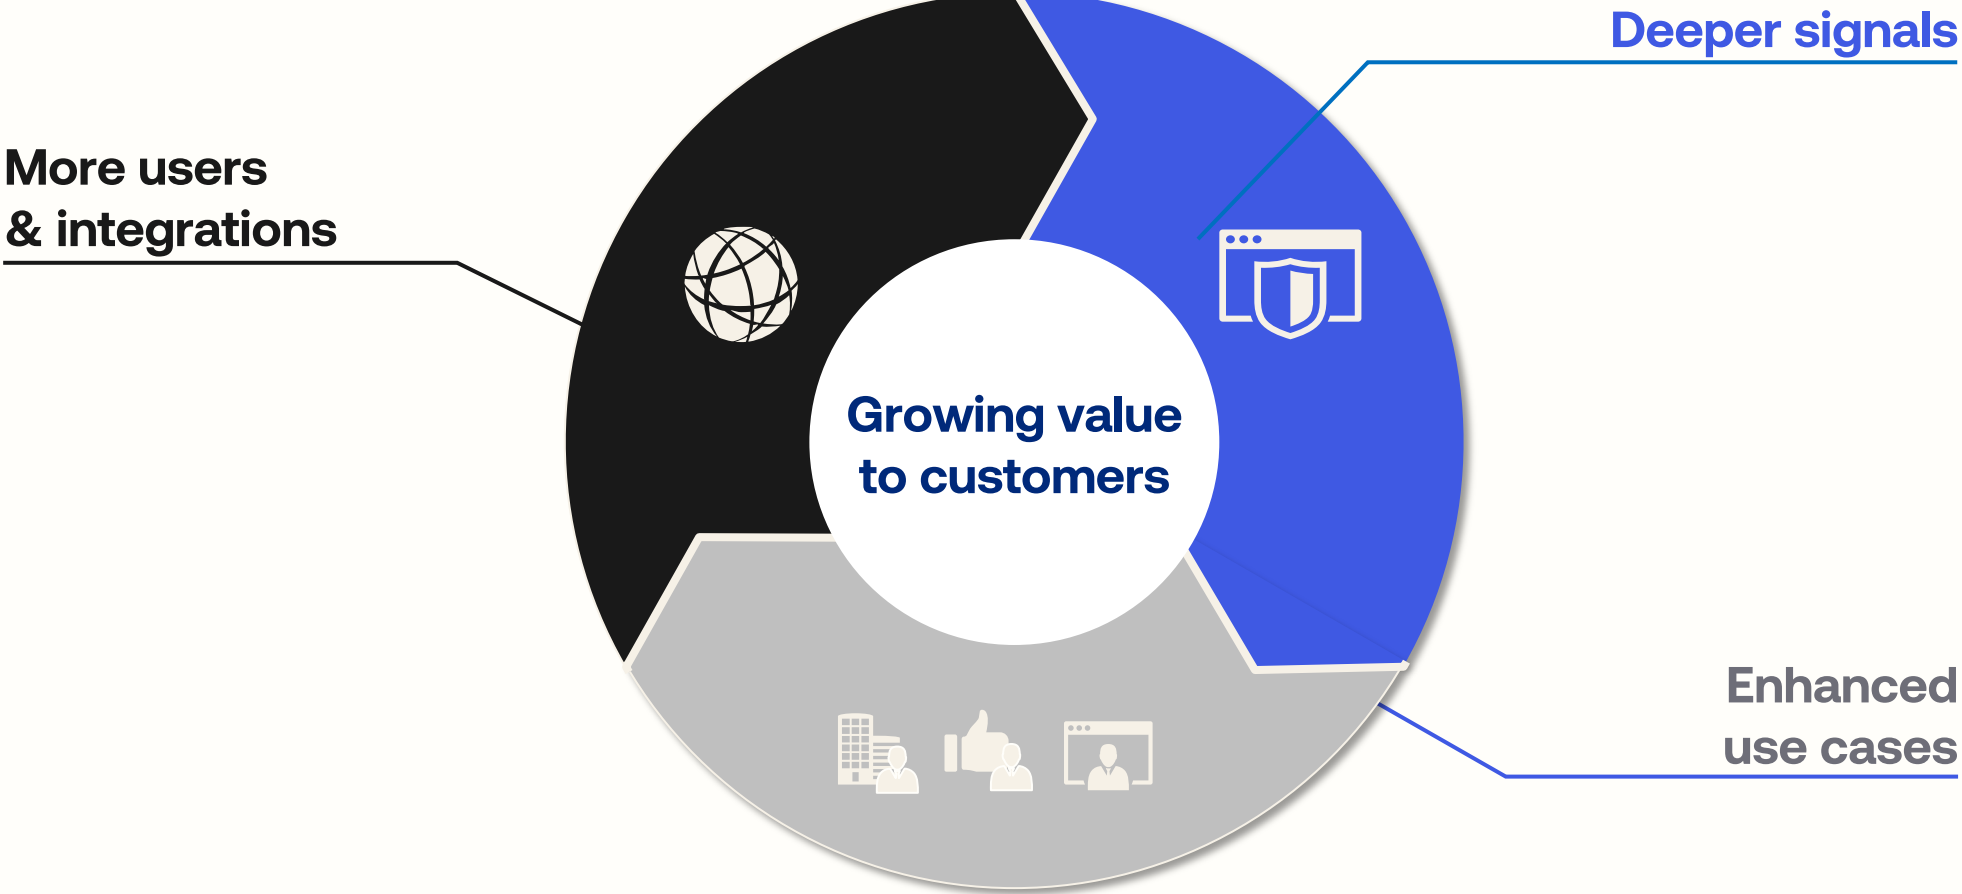 Deeper signals
More users
& integrations
Growing value
to customers
Enhanced
use cases